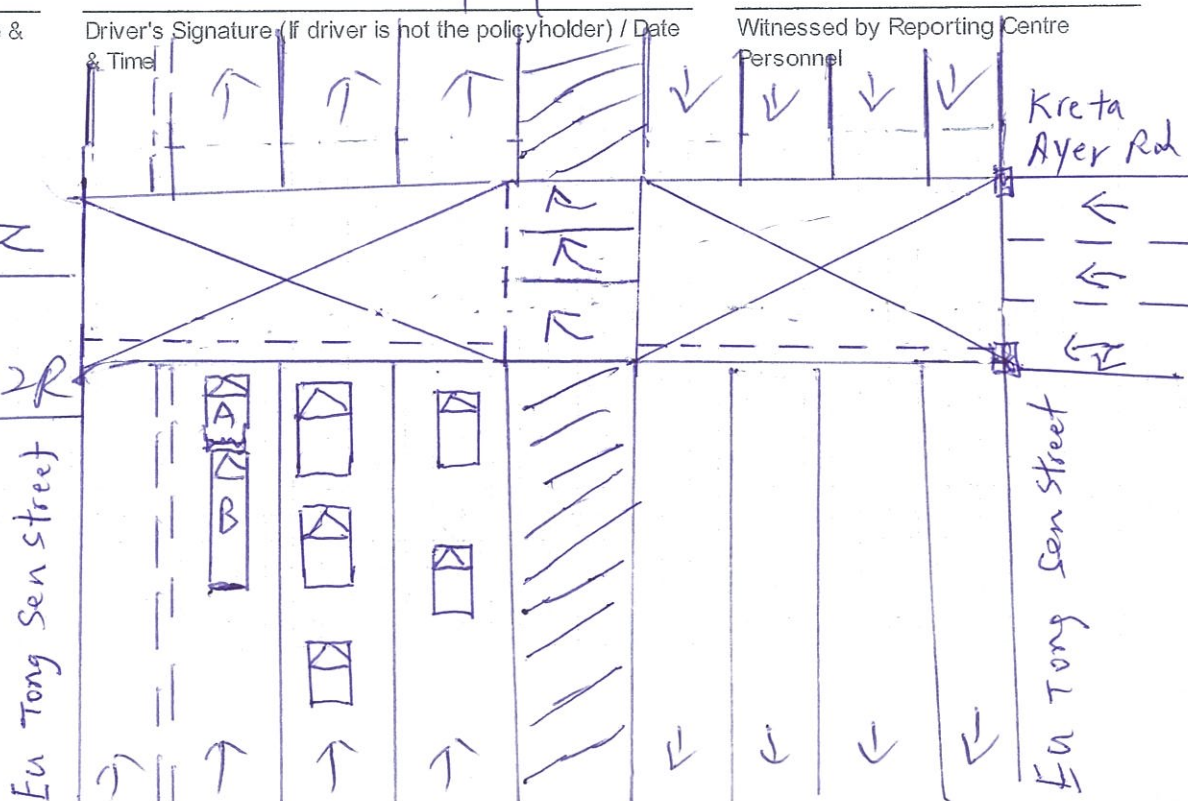 &
Driver's Signature (If driver is not the policyholder) / Date
& Time
Witnessed by Reporting Centre
Personnel
Kreta
Ayer Rd
2R
A
B
Eu Tong Sen Street
Eu Tong Sen Street